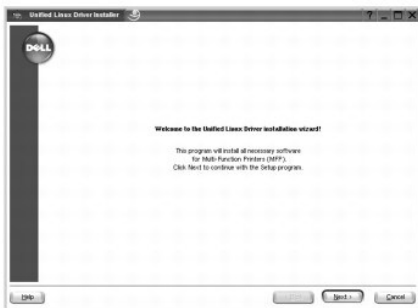 Unified Linux Driver Installer
DELL
Welcome to the Unified Linux Driver installation wizard!
This program will install all necessary software
for Multi-Function Printers (MFP).
Click Next to continue with the Setup program.
Help
Next >
Cancel